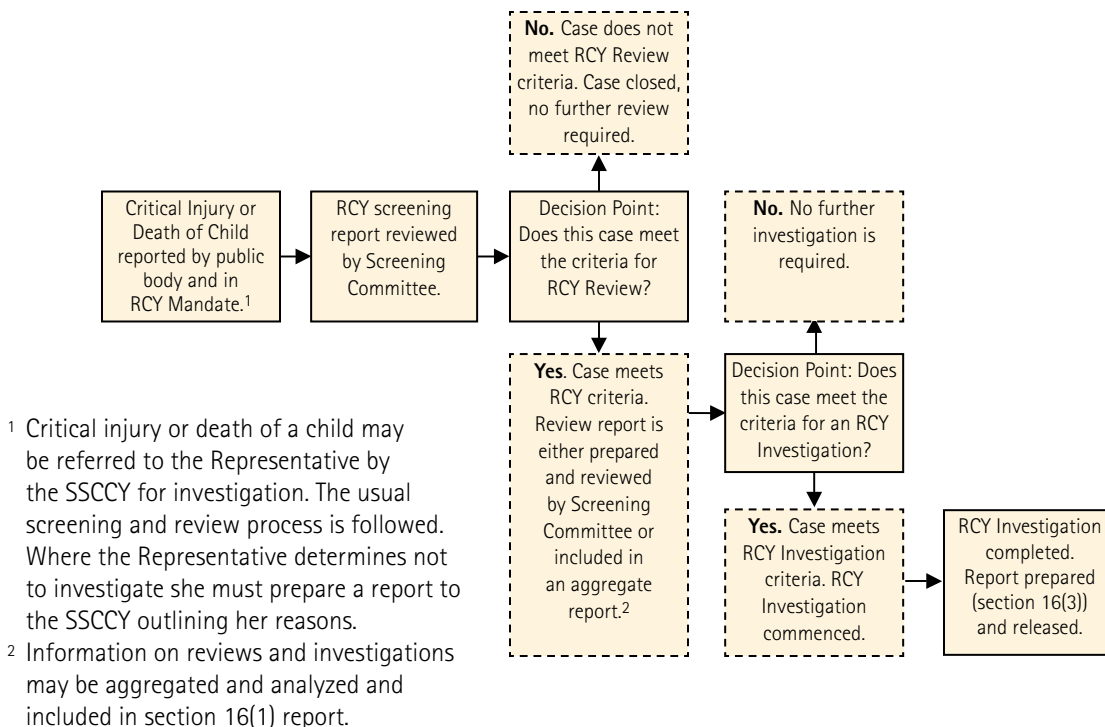 No. Case does not
meet RCY Review
criteria. Case closed,
no further review
required.
Critical Injury or
Death of Child
reported by public
body and in
RCY Mandate.1
RCY screening
report reviewed
by Screening
Committee.
Decision Point:
Does this case meet
the criteria for
RCY Review?
No. No further
investigation is
required.
Yes. Case meets
RCY criteria.
Review report is
either prepared
and reviewed
by Screening
Committee or
included in
an aggregate
report.2
Decision Point: Does
this case meet the
criteria for an RCY
Investigation?
Yes. Case meets
RCY Investigation
criteria. RCY
Investigation
commenced.
RCY Investigation
completed.
Report prepared
(section 16(3))
and released.
1 Critical injury or death of a child may
be referred to the Representative by
the SSCCY for investigation. The usual
screening and review process is followed.
Where the Representative determines not
to investigate she must prepare a report to
the SSCCY outlining her reasons.
2 Information on reviews and investigations
may be aggregated and analyzed and
included in section 16(1) report.